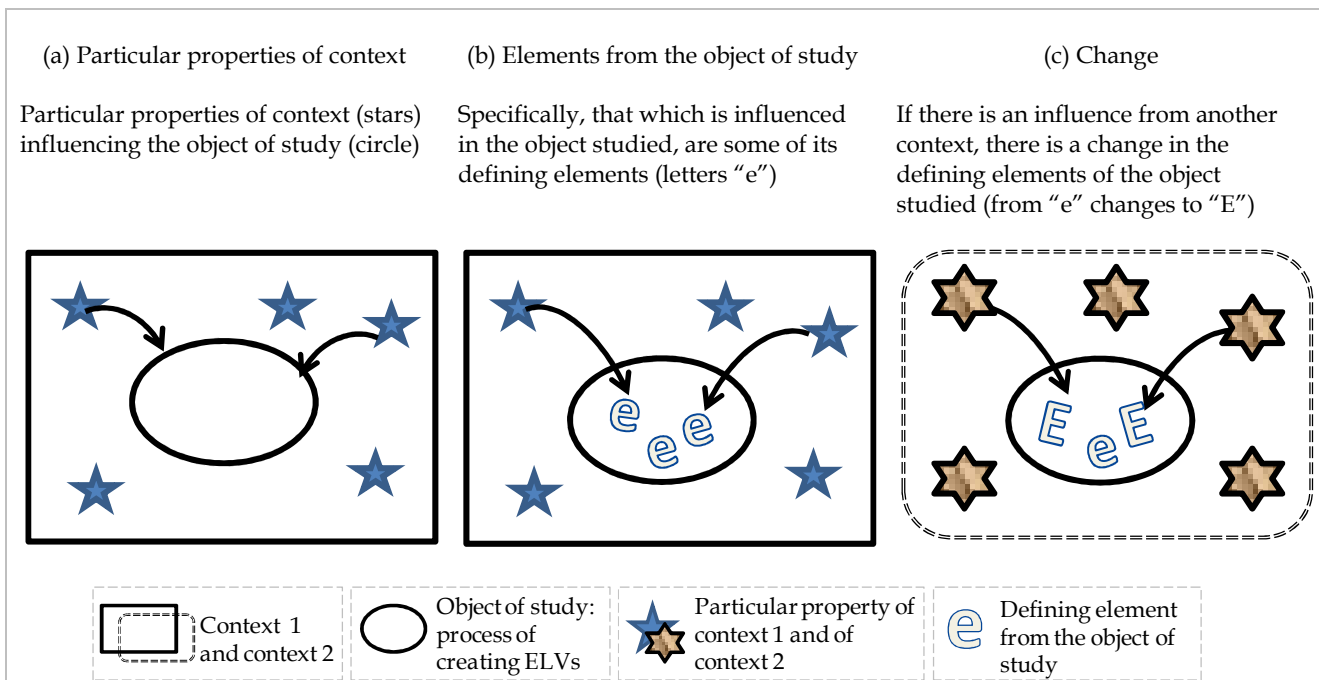 (a) Particular properties of context
Particular properties of context (stars)
influencing the object of study (circle)
(b) Elements from the object of study
Specifically, that which is influenced
in the object studied, are some of its
defining elements (letters “e”)
(c) Change
If there is an influence from another
context, there is a change in the
defining elements of the object
studied (from “e” changes to “E”)
e
e
e
E
e
E
Context 1
and context 2
Object of study:
process of
creating ELVs
Particular property of
context 1 and of
context 2
e
Defining element
from the object of
study